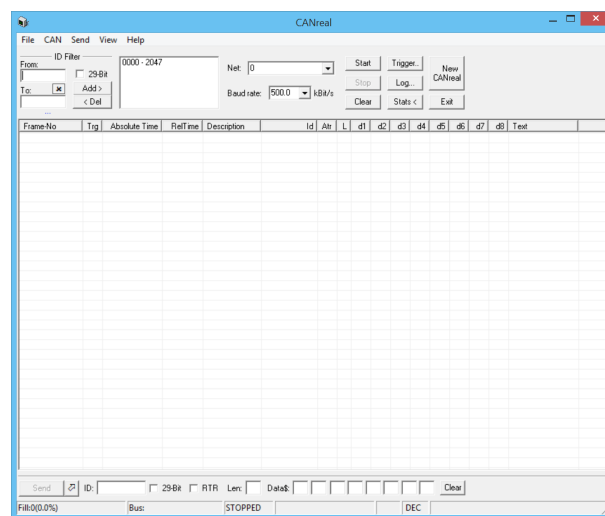 CANreal
File CAN Send View Help
ID Filter
From:
29-Bit
To:
Add >
< Del
...
0000 - 2047
Net: 0
Baud rate: 500.0 kBit/s
Start Trigger.. New CANreal
Stop Log...
Clear Stats < Exit
Frame-No Trg Absolute Time RelTime Description Id Atr L d1 d2 d3 d4 d5 d6 d7 d8 Text
Send ID: 29-Bit RTR Len: Data$: Clear
Fill:0(0.0%) Bus: STOPPED DEC